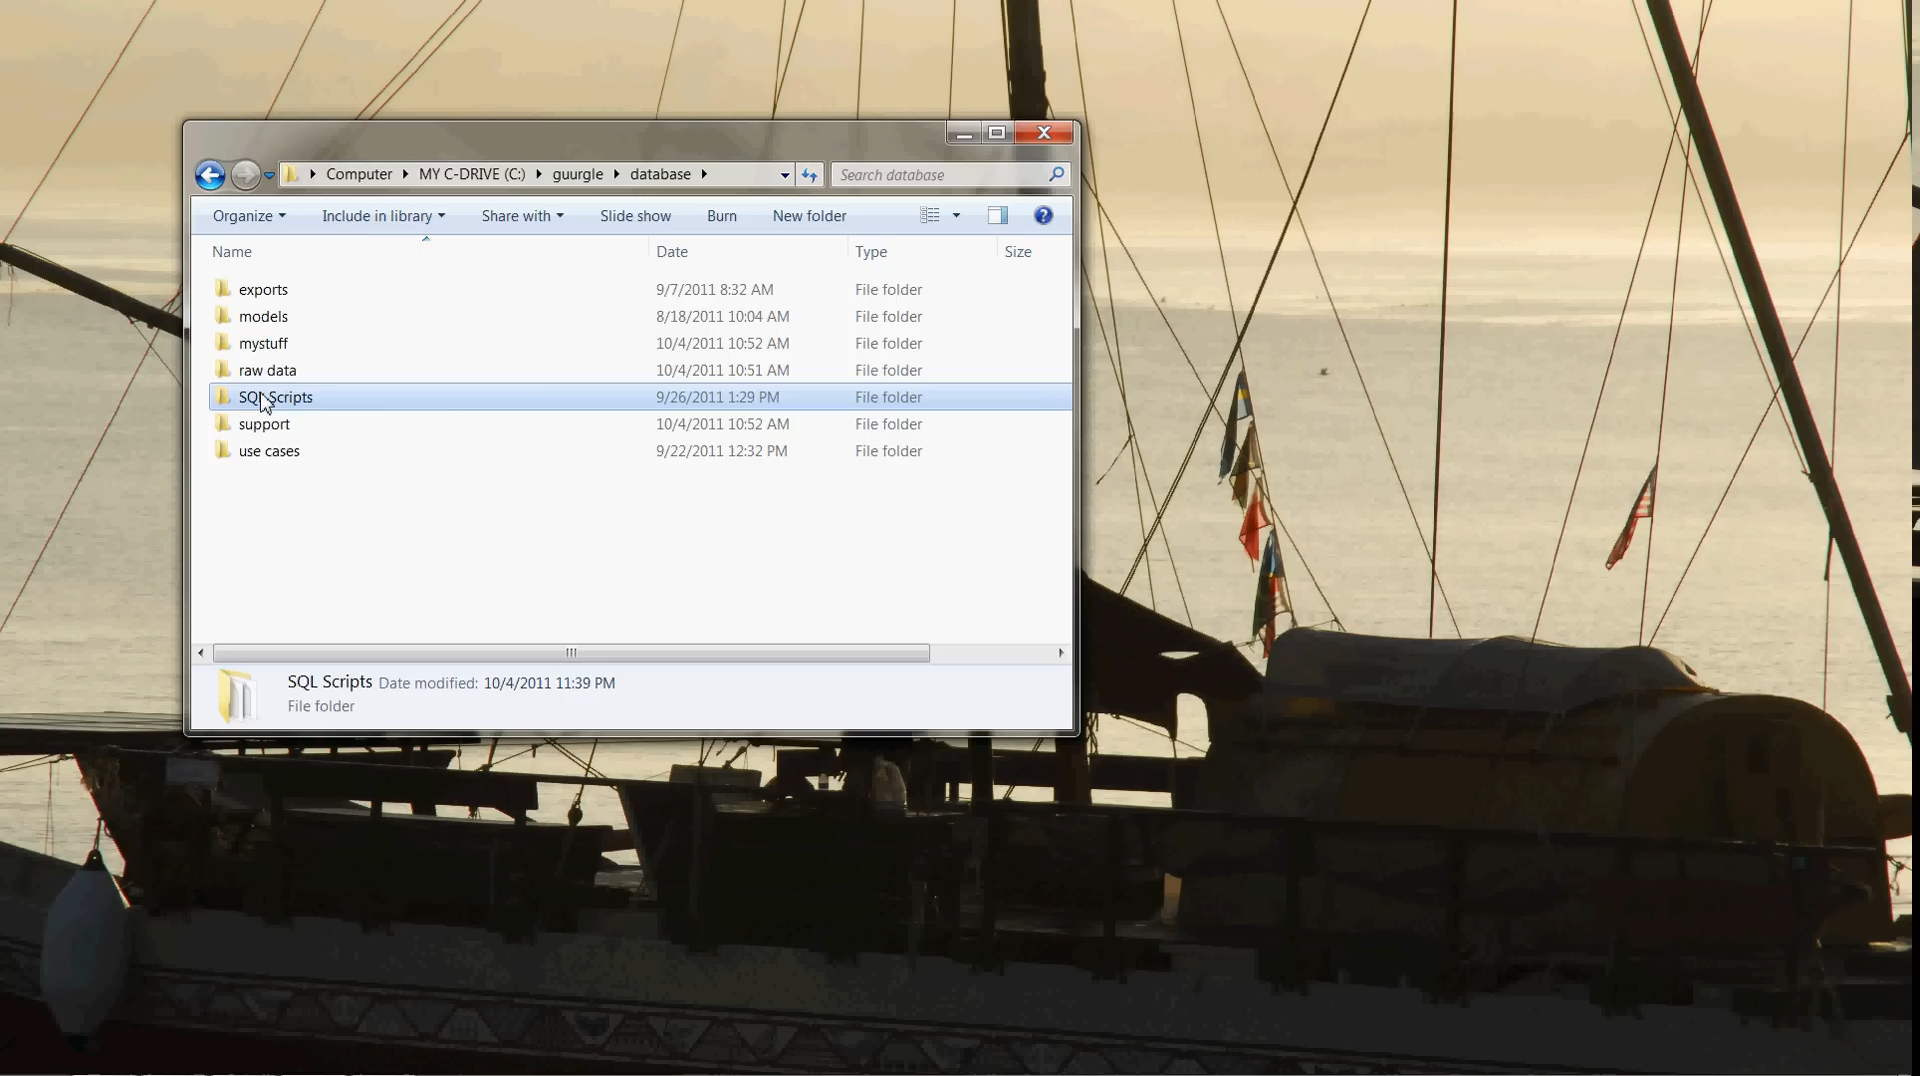 Computer MY C-DRIVE (C:) guurgle database Search database
Organize Include in library Share with Slide show Burn New folder
Name Date Type Size
exports 9/7/2011 8:32 AM File folder
models 8/18/2011 10:04 AM File folder
mystuff 10/4/2011 10:52 AM File folder
raw data 10/4/2011 10:51 AM File folder
SQL Scripts 9/26/2011 1:29 PM File folder
support 10/4/2011 10:52 AM File folder
use cases 9/22/2011 12:32 PM File folder
SQL Scripts Date modified: 10/4/2011 11:39 PM
File folder